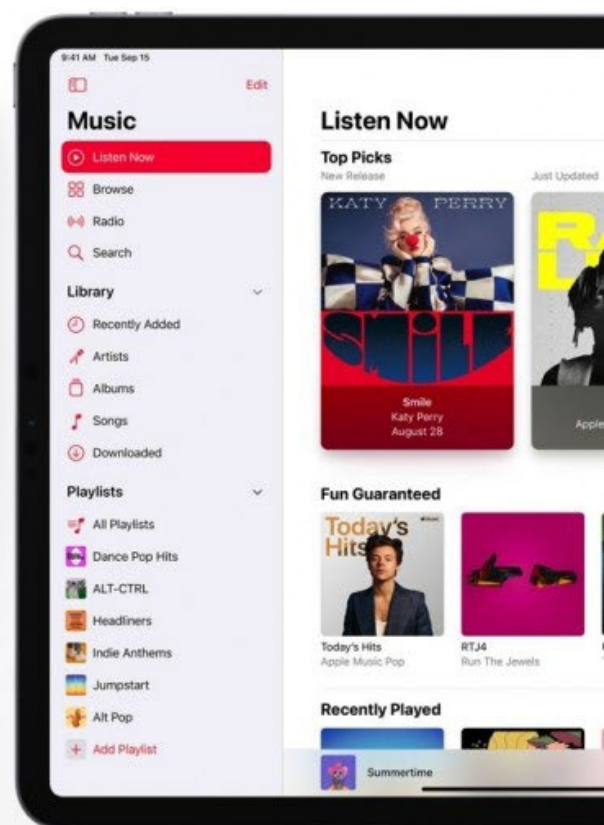 9:41 AM Tue Sep 15
Edit
Music
Listen Now
Browse
Radio
Search
Library
Recently Added
Artists
Albums
Songs
Downloaded
Playlists
All Playlists
Dance Pop Hits
ALT-CTRL
Headliners
Indie Anthems
Jumpstart
Alt Pop
Add Playlist
Listen Now
Top Picks
New Release
Just Updated
KATY PERRY
SMiLE
Smile
Katy Perry
August 28
Apple
Fun Guaranteed
Today's
Hits
Music
Today's Hits
Apple Music Pop
RTJ4
Run The Jewels
Recently Played
Summertime